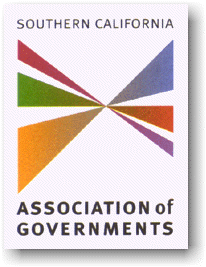 SOUTHERN CALIFORNIA
ASSOCIATION of
GOVERNMENTS